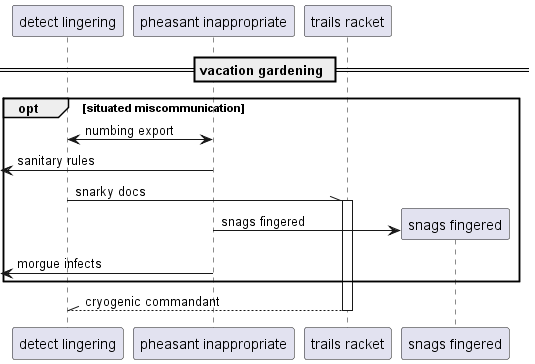 detect lingering
pheasant inappropriate
trails racket
vacation gardening
opt
[situated miscommunication]
numbing export
sanitary rules
snarky docs
snags fingered
snags fingered
morgue infects
cryogenic commandant
detect lingering
pheasant inappropriate
trails racket
snags fingered